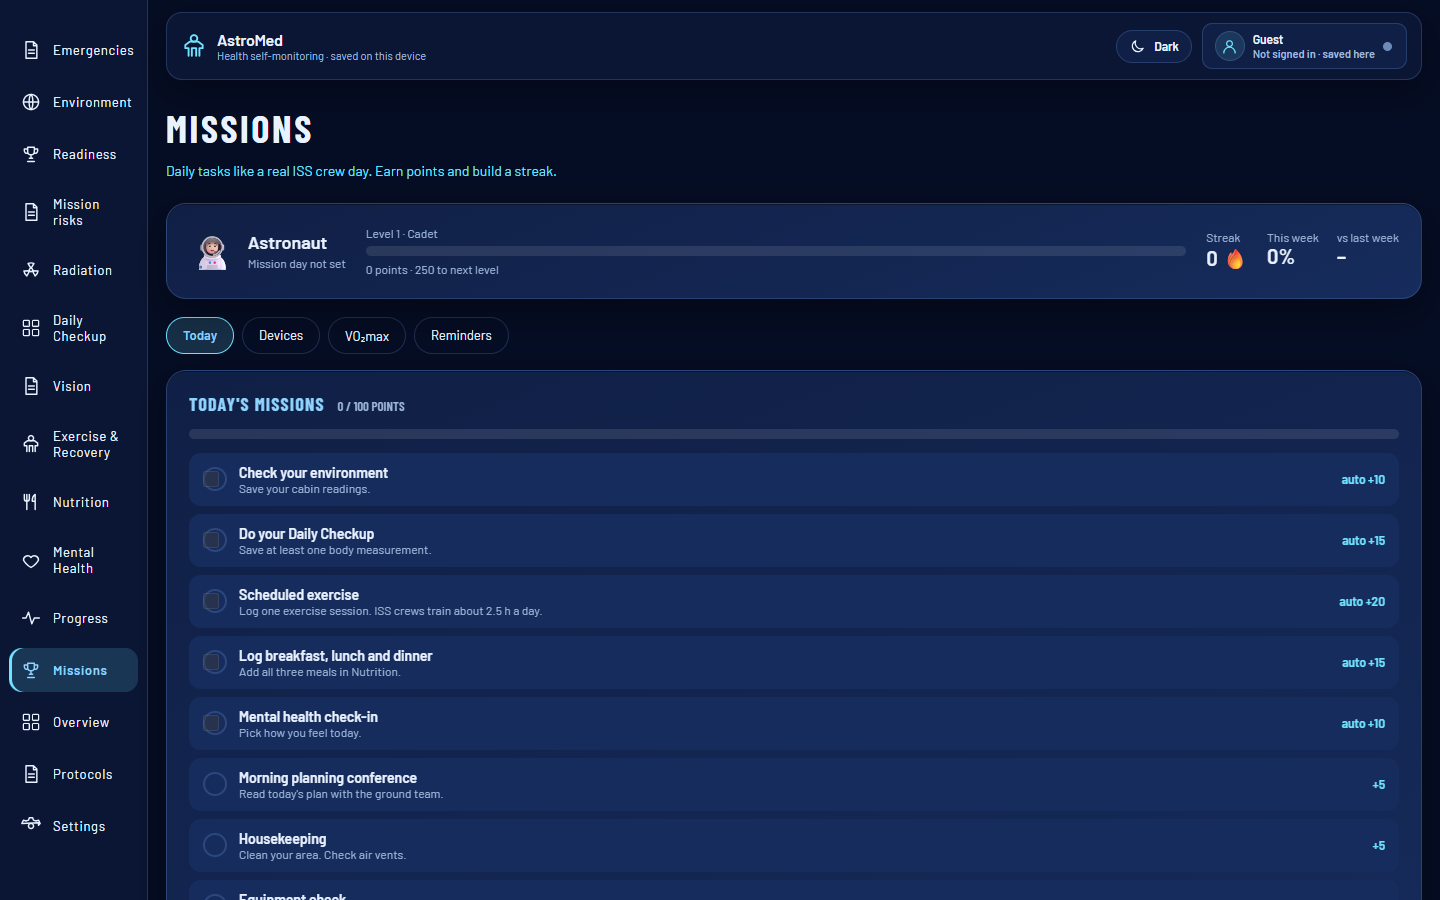 Emergencies
Environment
Readiness
Mission
risks
Radiation
Daily
Checkup
Vision
Exercise &
Recovery
Nutrition
Mental
Health
Progress
Missions
Overview
Protocols
Settings
AstroMed
Health self-monitoring · saved on this device
Dark
Guest
Not signed in · saved here
MISSIONS
Daily tasks like a real ISS crew day. Earn points and build a streak.
Astronaut
Mission day not set
Level 1 · Cadet
0 points · 250 to next level
Streak
0 🔥
This week
0%
vs last week
–
Today
Devices
VO₂max
Reminders
TODAY'S MISSIONS 0 / 100 POINTS
Check your environment
Save your cabin readings.
auto +10
Do your Daily Checkup
Save at least one body measurement.
auto +15
Scheduled exercise
Log one exercise session. ISS crews train about 2.5 h a day.
auto +20
Log breakfast, lunch and dinner
Add all three meals in Nutrition.
auto +15
Mental health check-in
Pick how you feel today.
auto +10
Morning planning conference
Read today's plan with the ground team.
+5
Housekeeping
Clean your area. Check air vents.
+5
Equipment check